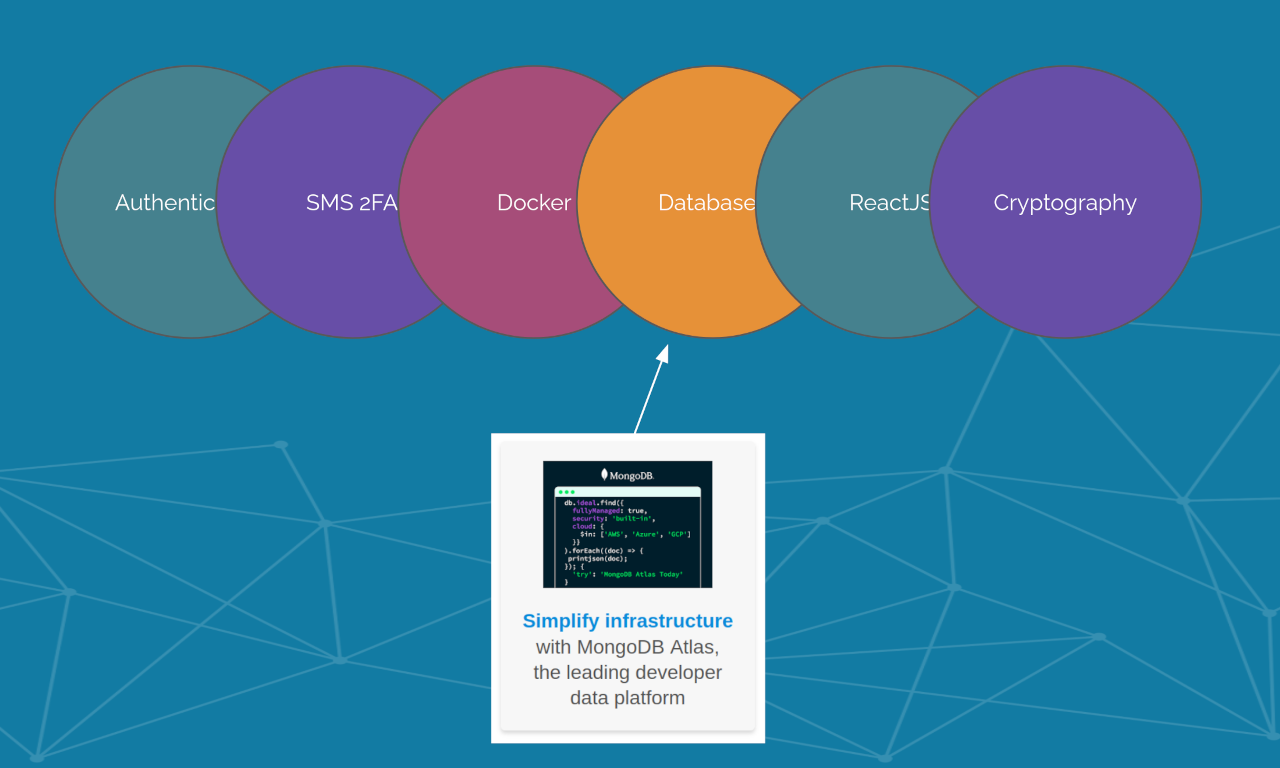 Authentic
SMS 2FA
Docker
Database
ReactJS
Cryptography
MongoDB.
db.ideal.find({
fullyManaged: true,
security: 'built-in',
cloud: {
$in: ['AWS', 'Azure', 'GCP']
}}
).forEach((doc) => {
printjson(doc);
}); {
'try': 'MongoDB Atlas Today'
}
Simplify infrastructure
with MongoDB Atlas,
the leading developer
data platform